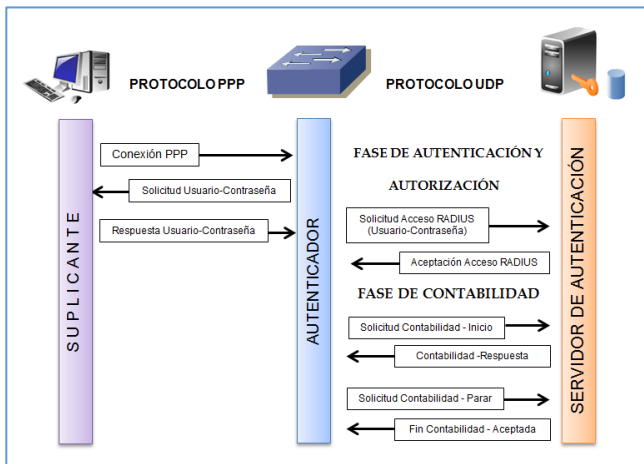 PROTOCOLO PPP
PROTOCOLO UDP
SUPLICANTE
AUTENTICADOR
SERVIDOR DE AUTENTICACIÓN
Conexión PPP
Solicitud Usuario-Contraseña
Respuesta Usuario-Contraseña
FASE DE AUTENTICACIÓN Y
AUTORIZACIÓN
Solicitud Acceso RADIUS
(Usuario-Contraseña)
Aceptación Acceso RADIUS
FASE DE CONTABILIDAD
Solicitud Contabilidad - Inicio
Contabilidad -Respuesta
Solicitud Contabilidad - Parar
Fin Contabilidad - Aceptada